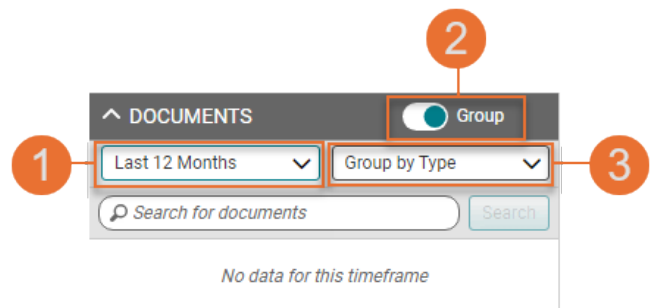 2
DOCUMENTS
Group
1
Last 12 Months
Group by Type
3
Search for documents
Search
No data for this timeframe